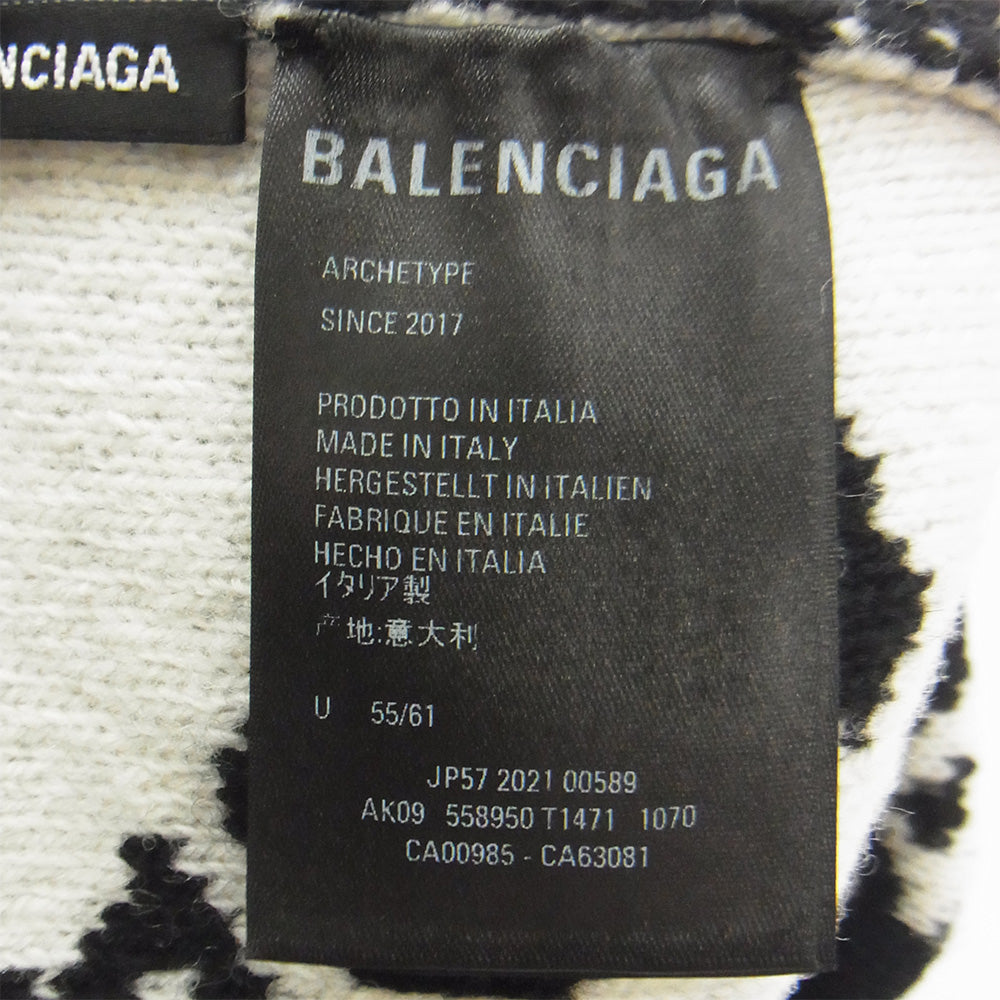 NCIAGA
BALENCIAGA
ARCHETYPE
SINCE 2017
PRODOTTO IN ITALIA
MADE IN ITALY
HERGESTELLT IN ITALIEN
FABRIQUE EN ITALIE
HECHO EN ITALIA
イタリア製
产地:意大利
U 55/61
JP57 2021 00589
AK09 558950 T1471 1070
CA00985 - CA63081